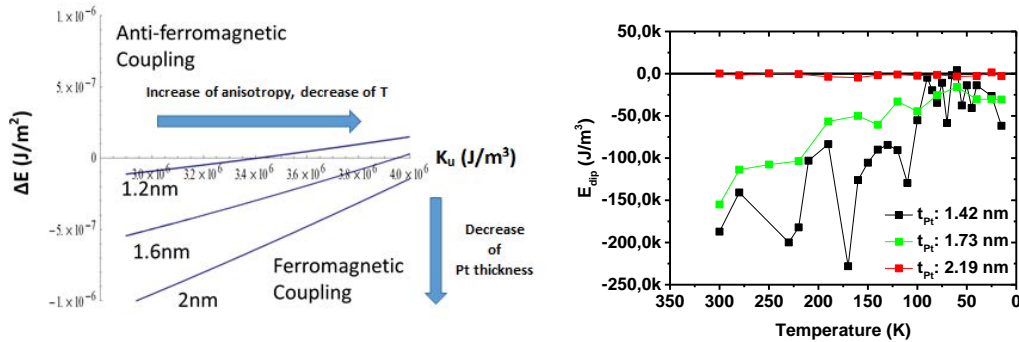 1. × 10⁻⁶
Anti-ferromagnetic
Coupling
5. × 10⁻⁷
Increase of anisotropy, decrease of T
ΔE (J/m²)
0
3.0 × 10⁶ 3.2 × 10⁶ 3.4 × 10⁶ 3.6 × 10⁶ 3.8 × 10⁶ 4.0 × 10⁶
Kᵤ (J/m³)
1.2nm
-5. × 10⁻⁷
1.6nm
Decrease
of
Pt thickness
Ferromagnetic
Coupling
2nm
-1. × 10⁻⁶
50,0k
0,0
-50,0k
-100,0k
-150,0k
-200,0k
-250,0k
E_dip (J/m³)
t_Pt: 1.42 nm
t_Pt: 1.73 nm
t_Pt: 2.19 nm
350 300 250 200 150 100 50 0
Temperature (K)